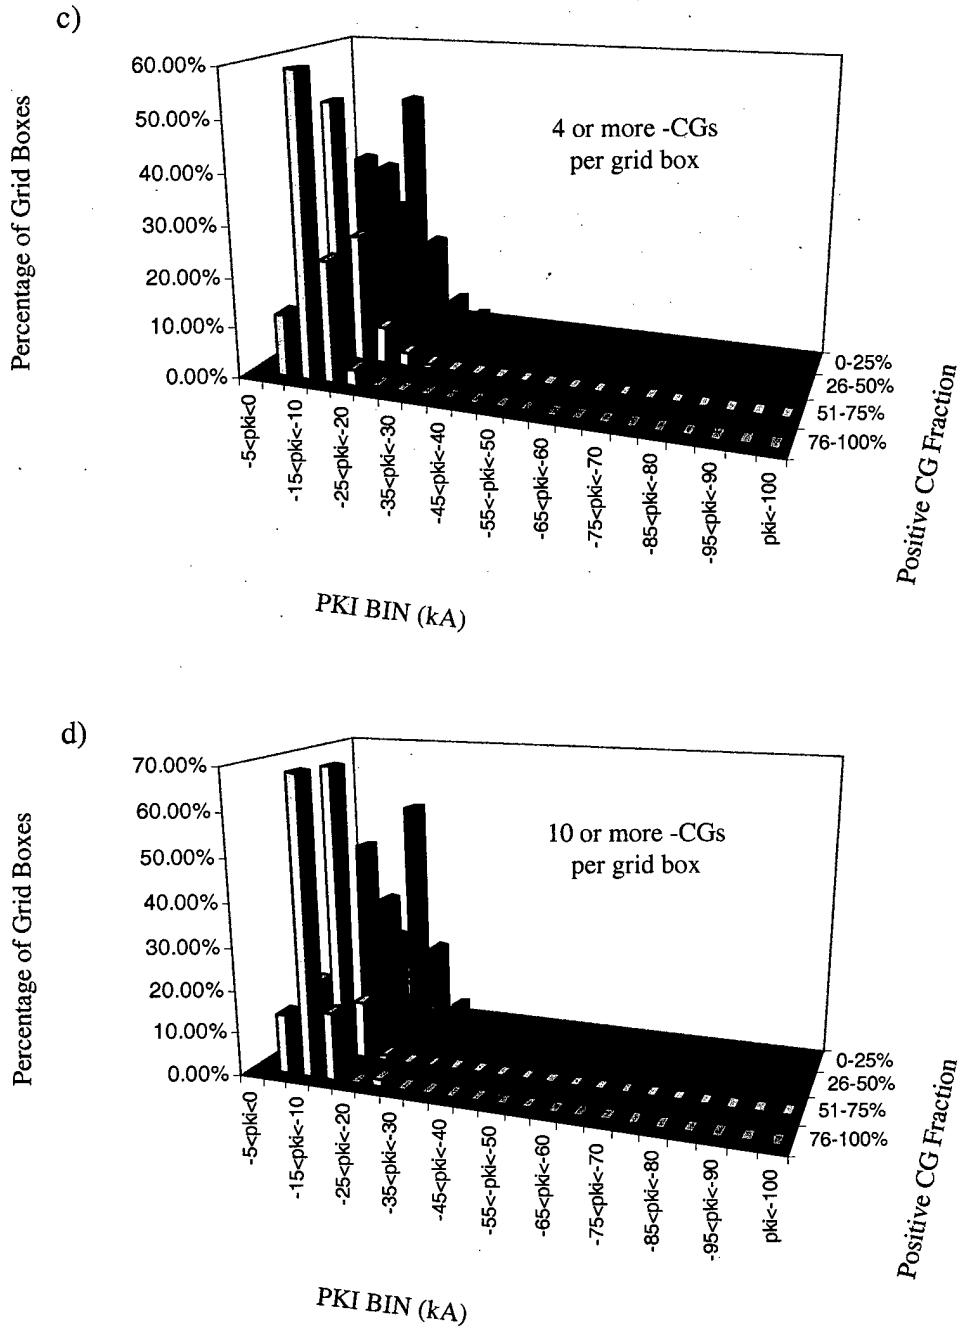 c)
Percentage of Grid Boxes
60.00%
50.00%
40.00%
30.00%
20.00%
10.00%
0.00%
4 or more -CGs
per grid box
0-25%
26-50%
51-75%
76-100%
Positive CG Fraction
-5<pki<0
-15<pki<-10
-25<pki<-20
-35<pki<-30
-45<pki<-40
-55<-pki<-50
-65<pki<-60
-75<pki<-70
-85<pki<-80
-95<pki<-90
pki<-100
PKI BIN (kA)
d)
Percentage of Grid Boxes
70.00%
60.00%
50.00%
40.00%
30.00%
20.00%
10.00%
0.00%
10 or more -CGs
per grid box
0-25%
26-50%
51-75%
76-100%
Positive CG Fraction
-5<pki<0
-15<pki<-10
-25<pki<-20
-35<pki<-30
-45<pki<-40
-55<-pki<-50
-65<pki<-60
-75<pki<-70
-85<pki<-80
-95<pki<-90
pki<-100
PKI BIN (kA)